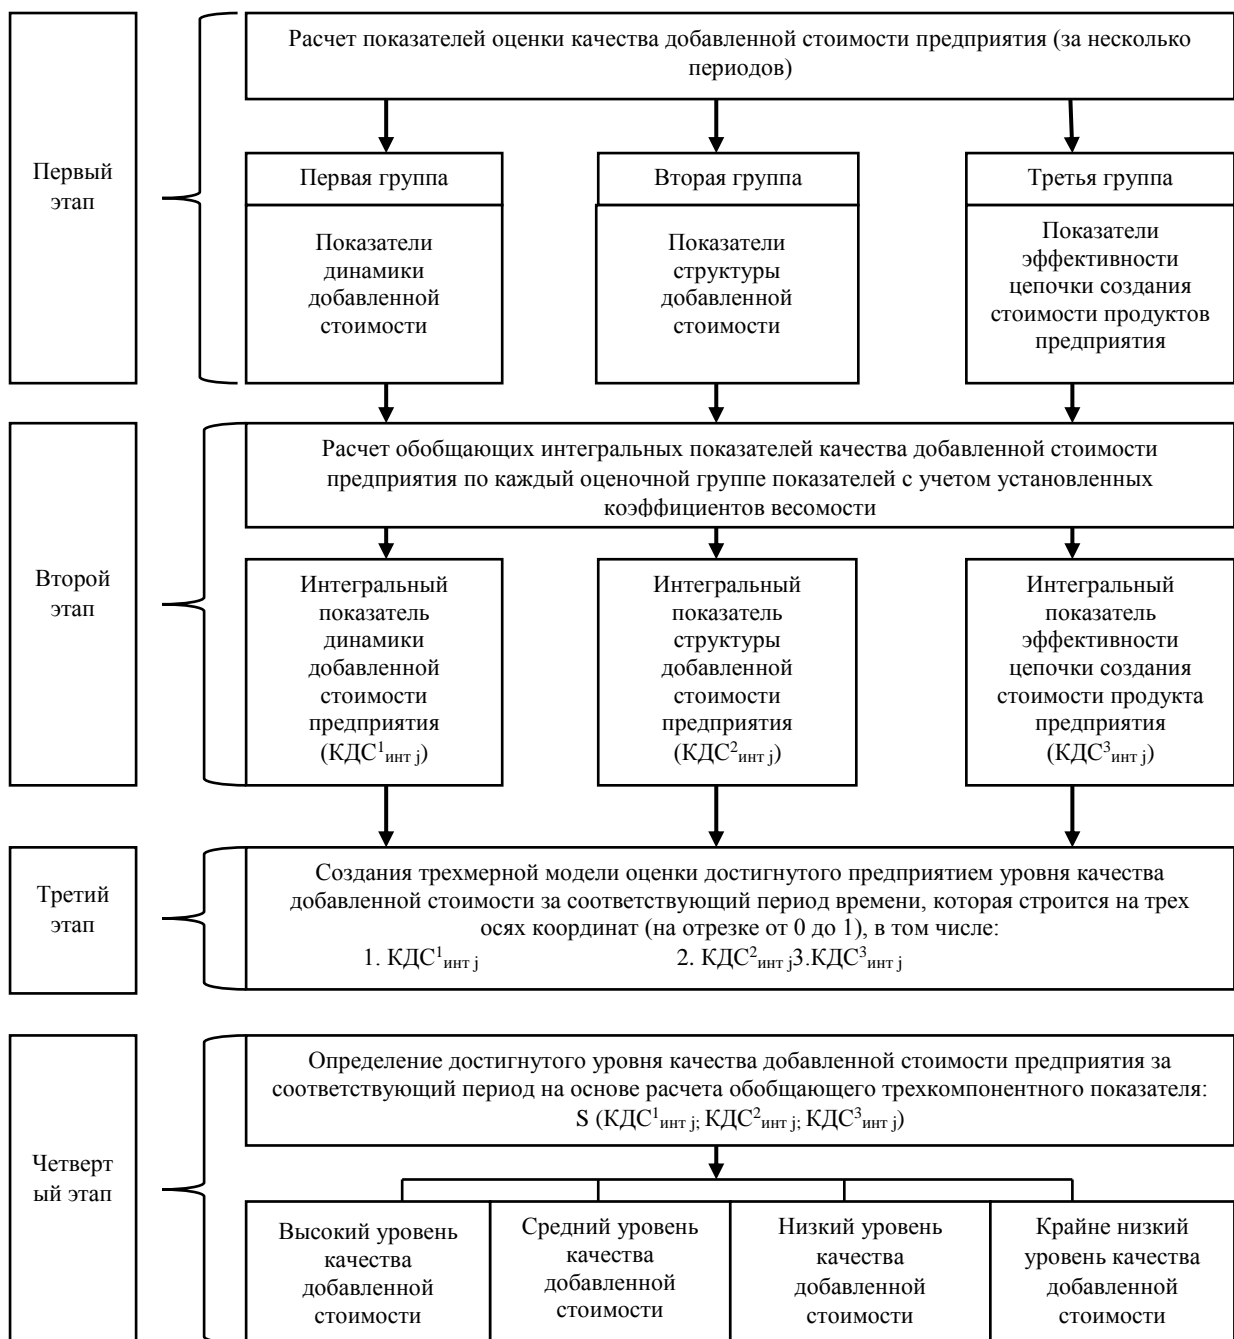 Расчет показателей оценки качества добавленной стоимости предприятия (за несколько
периодов)
Первый
этап
Первая группа
Вторая группа
Третья группа
Показатели
динамики
добавленной
стоимости
Показатели
структуры
добавленной
стоимости
Показатели
эффективности
цепочки создания
стоимости продуктов
предприятия
Расчет обобщающих интегральных показателей качества добавленной стоимости
предприятия по каждый оценочной группе показателей с учетом установленных
коэффициентов весомости
Второй
этап
Интегральный
показатель
динамики
добавленной
стоимости
предприятия
(КДС¹инт j)
Интегральный
показатель
структуры
добавленной
стоимости
предприятия
(КДС²инт j)
Интегральный
показатель
эффективности
цепочки создания
стоимости продукта
предприятия
(КДС³инт j)
Третий
этап
Создания трехмерной модели оценки достигнутого предприятием уровня качества
добавленной стоимости за соответствующий период времени, которая строится на трех
осях координат (на отрезке от 0 до 1), в том числе:
1. КДС¹инт j 2. КДС²инт j3.КДС³инт j
Определение достигнутого уровня качества добавленной стоимости предприятия за
соответствующий период на основе расчета обобщающего трехкомпонентного показателя:
S (КДС¹инт j; КДС²инт j; КДС³инт j)
Четверт
ый этап
Высокий уровень
качества
добавленной
стоимости
Средний уровень
качества
добавленной
стоимости
Низкий уровень
качества
добавленной
стоимости
Крайне низкий
уровень качества
добавленной
стоимости